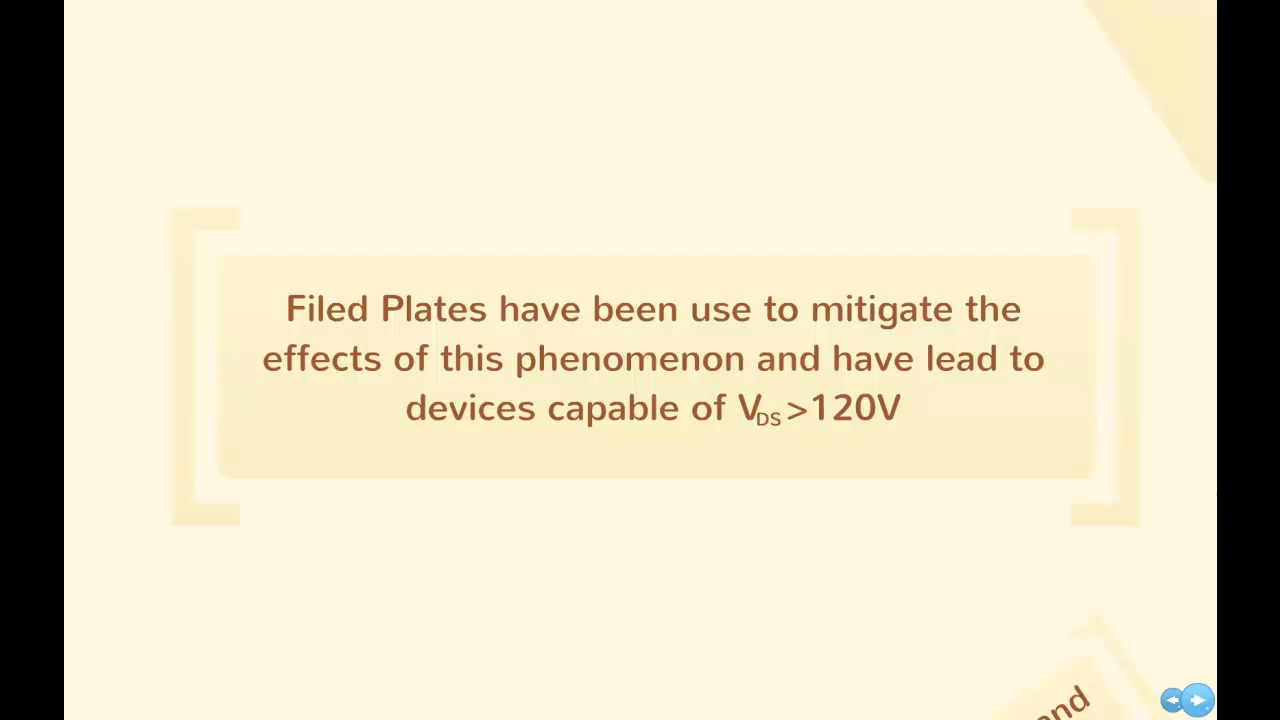 Filed Plates have been use to mitigate the
effects of this phenomenon and have lead to
devices capable of VDS >120V
and